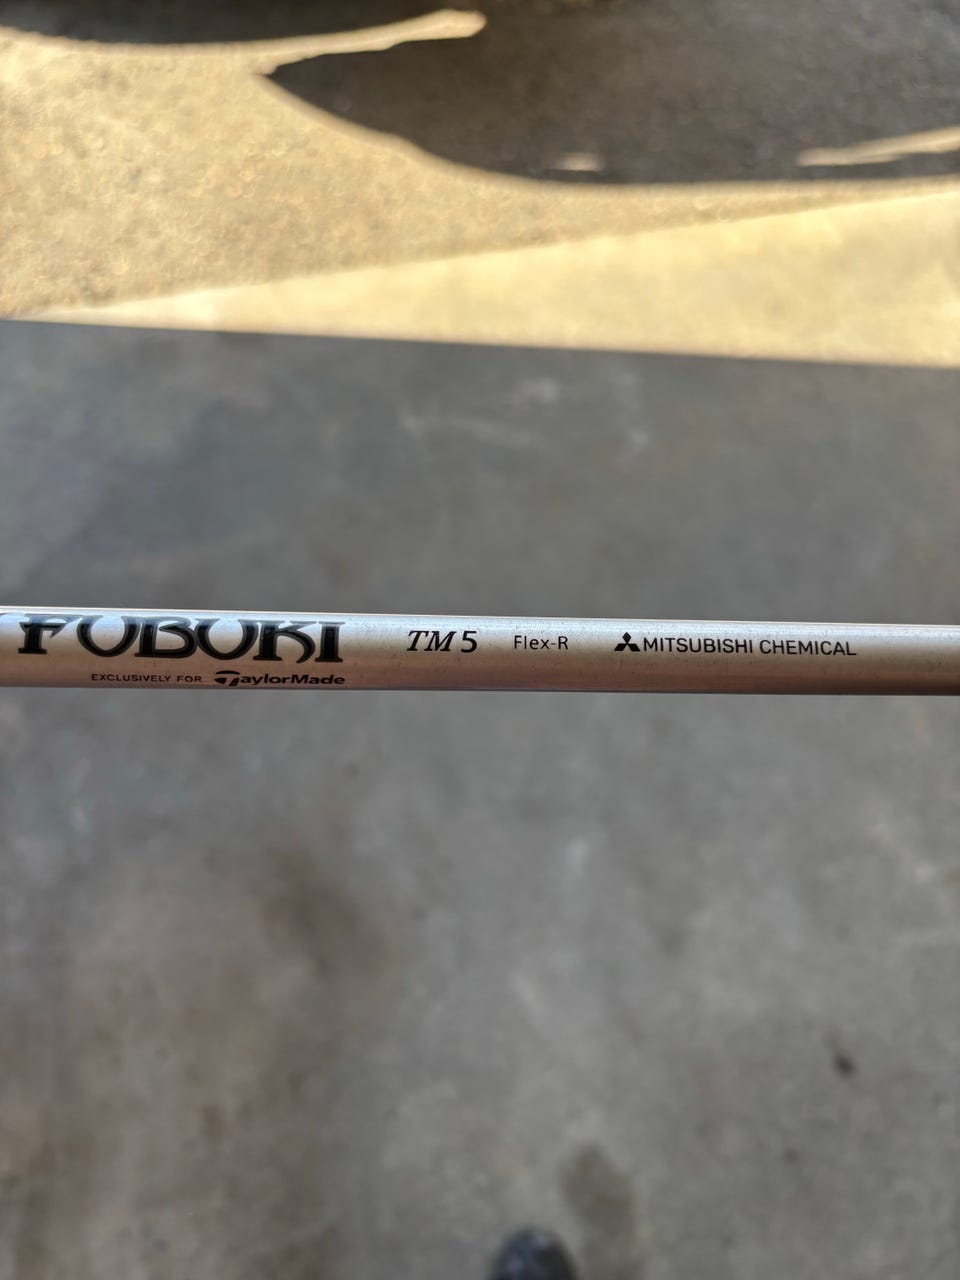 FUBUKI TM5 Flex-R MITSUBISHI CHEMICAL
EXCLUSIVELY FOR TaylorMade